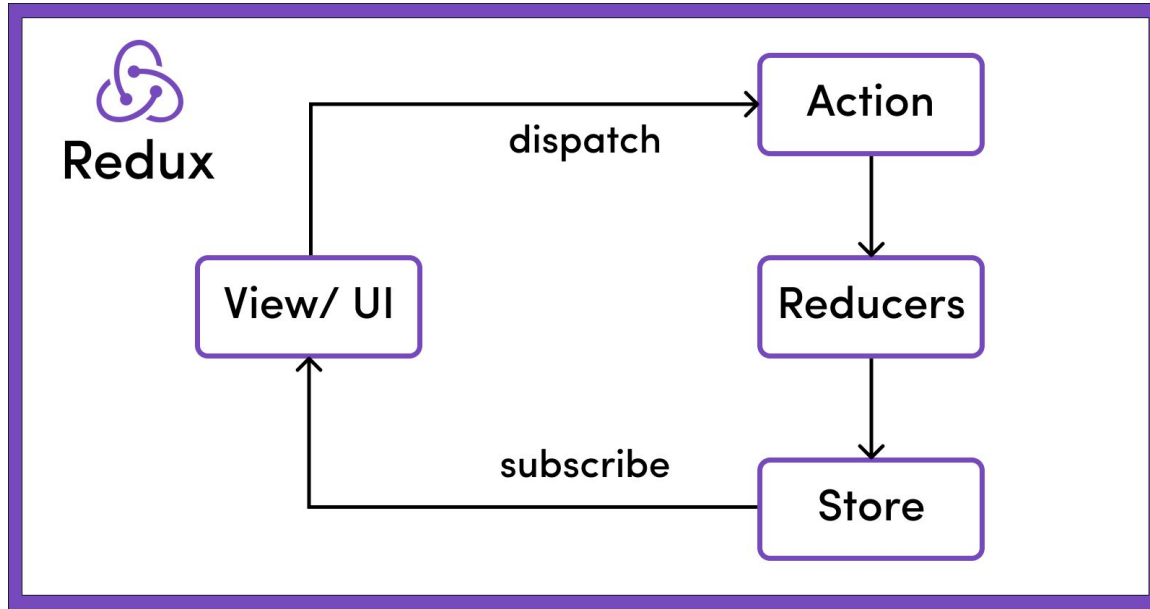 Redux
Action
dispatch
View/ UI
Reducers
subscribe
Store